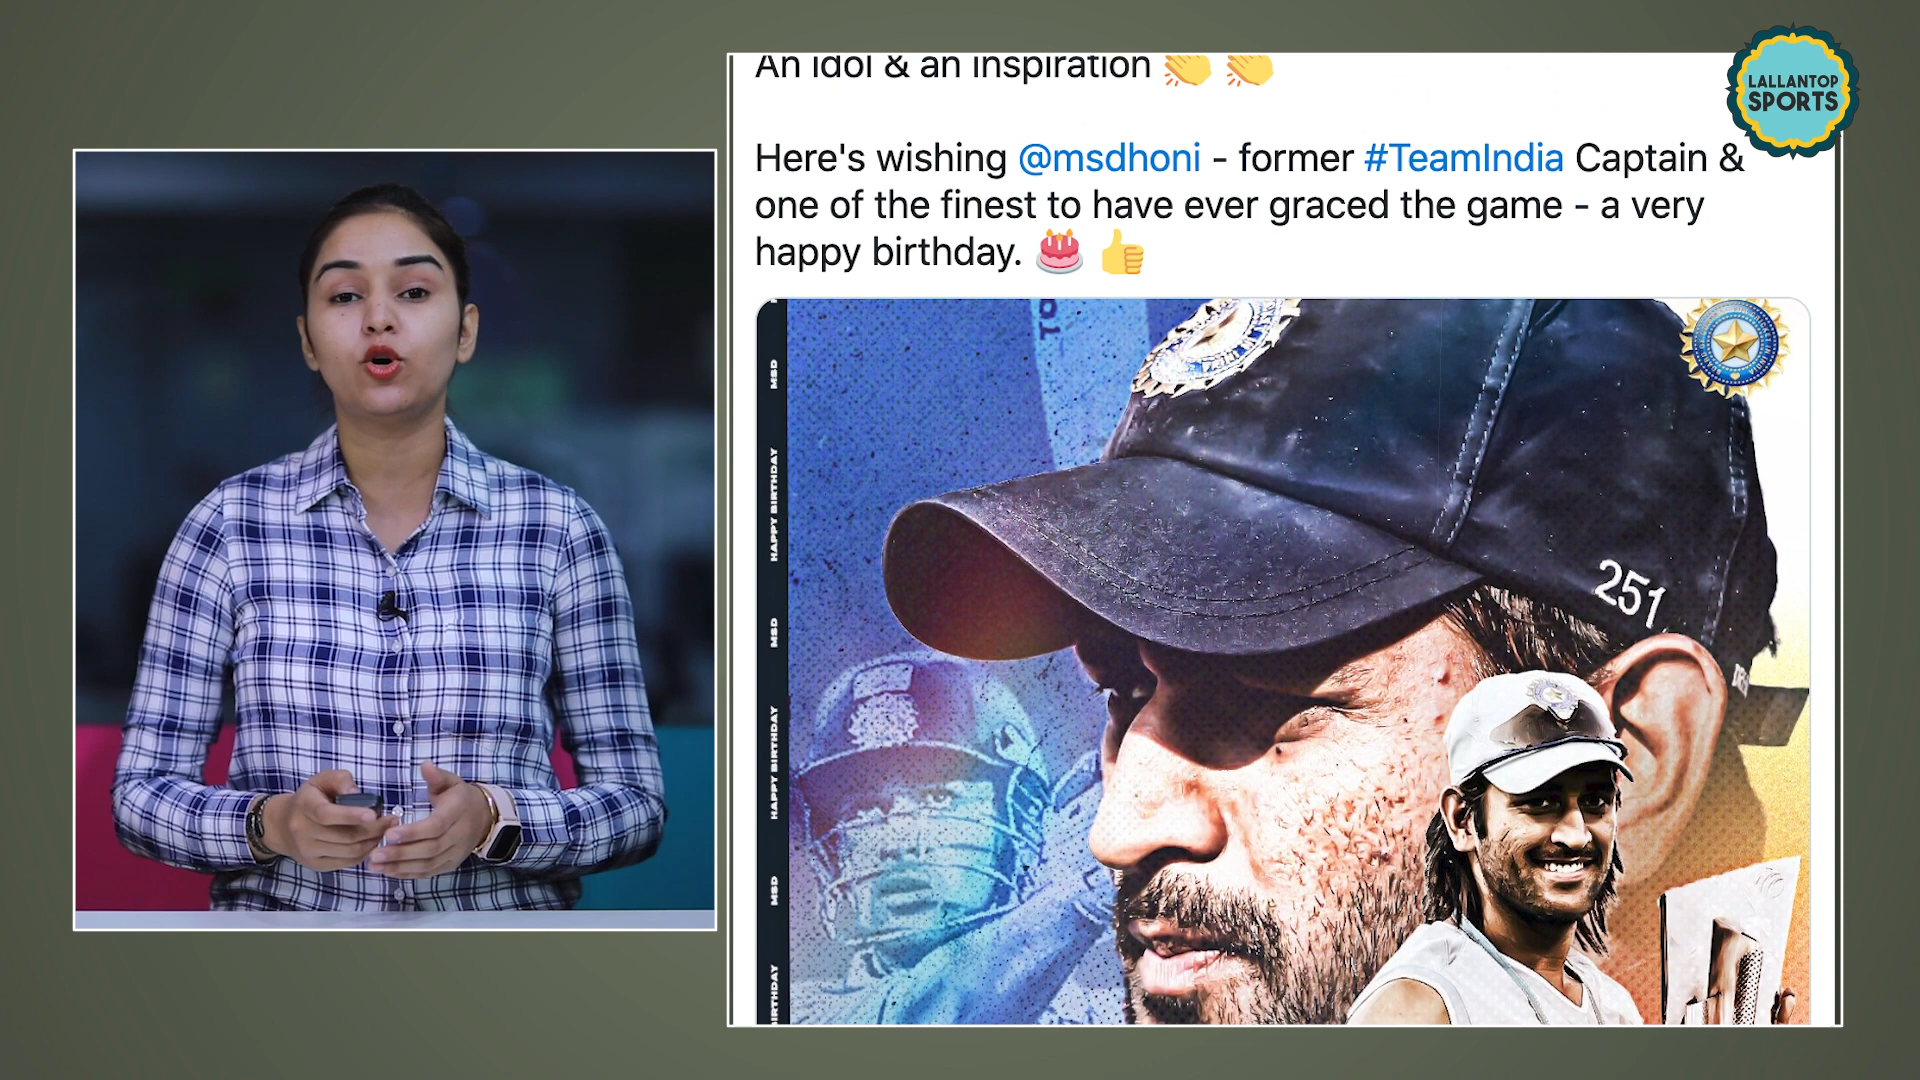 An idol & an inspiration 👏 👏
LALLANTOP
SPORTS
Here's wishing @msdhoni - former #TeamIndia Captain &
one of the finest to have ever graced the game - a very
happy birthday. 🎂 👍
MSD
HAPPY BIRTHDAY
MSD
HAPPY BIRTHDAY
MSD
251